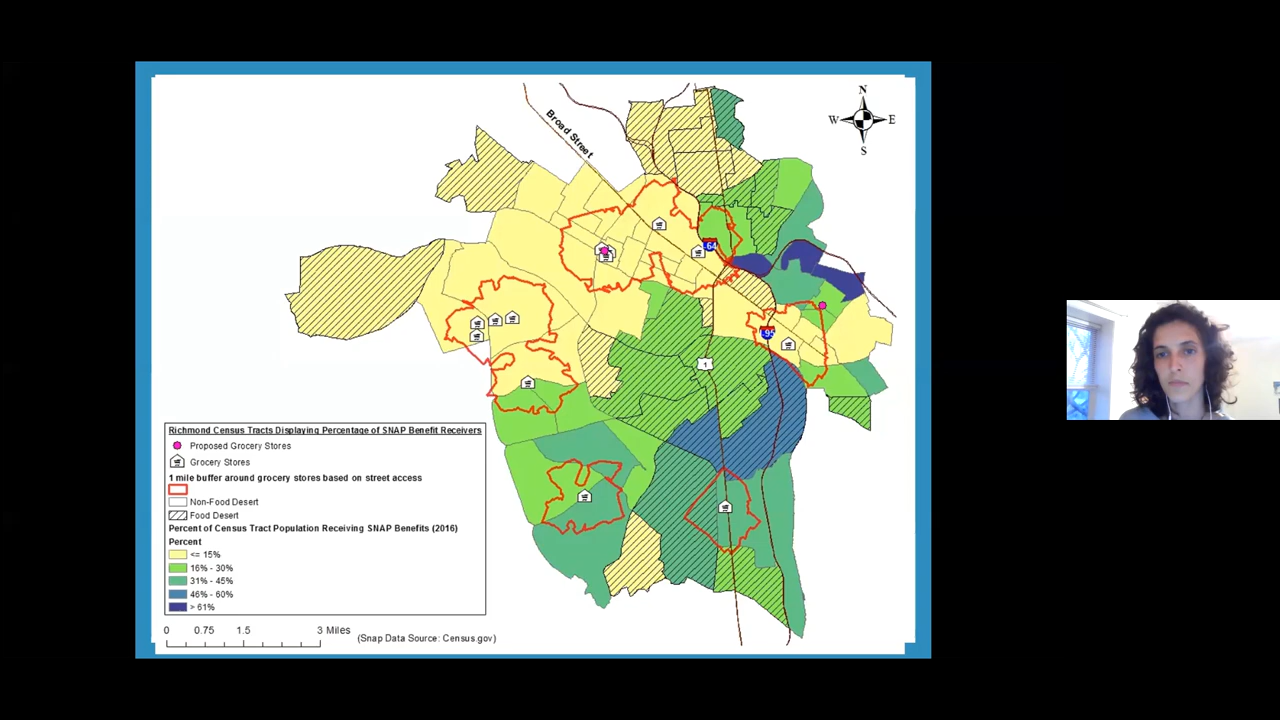 N
W E
S
Broad Street
64
95
1
Richmond Census Tracts Displaying Percentage of SNAP Benefit Receivers
Proposed Grocery Stores
Grocery Stores
1 mile buffer around grocery stores based on street access
Non-Food Desert
Food Desert
Percent of Census Tract Population Receiving SNAP Benefits (2016)
Percent
<= 15%
16% - 30%
31% - 45%
46% - 60%
> 61%
0 0.75 1.5 3 Miles
(Snap Data Source: Census.gov)